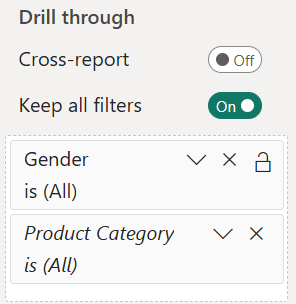 Drill through
Cross-report Off
Keep all filters On
Gender
is (All)
Product Category
is (All)